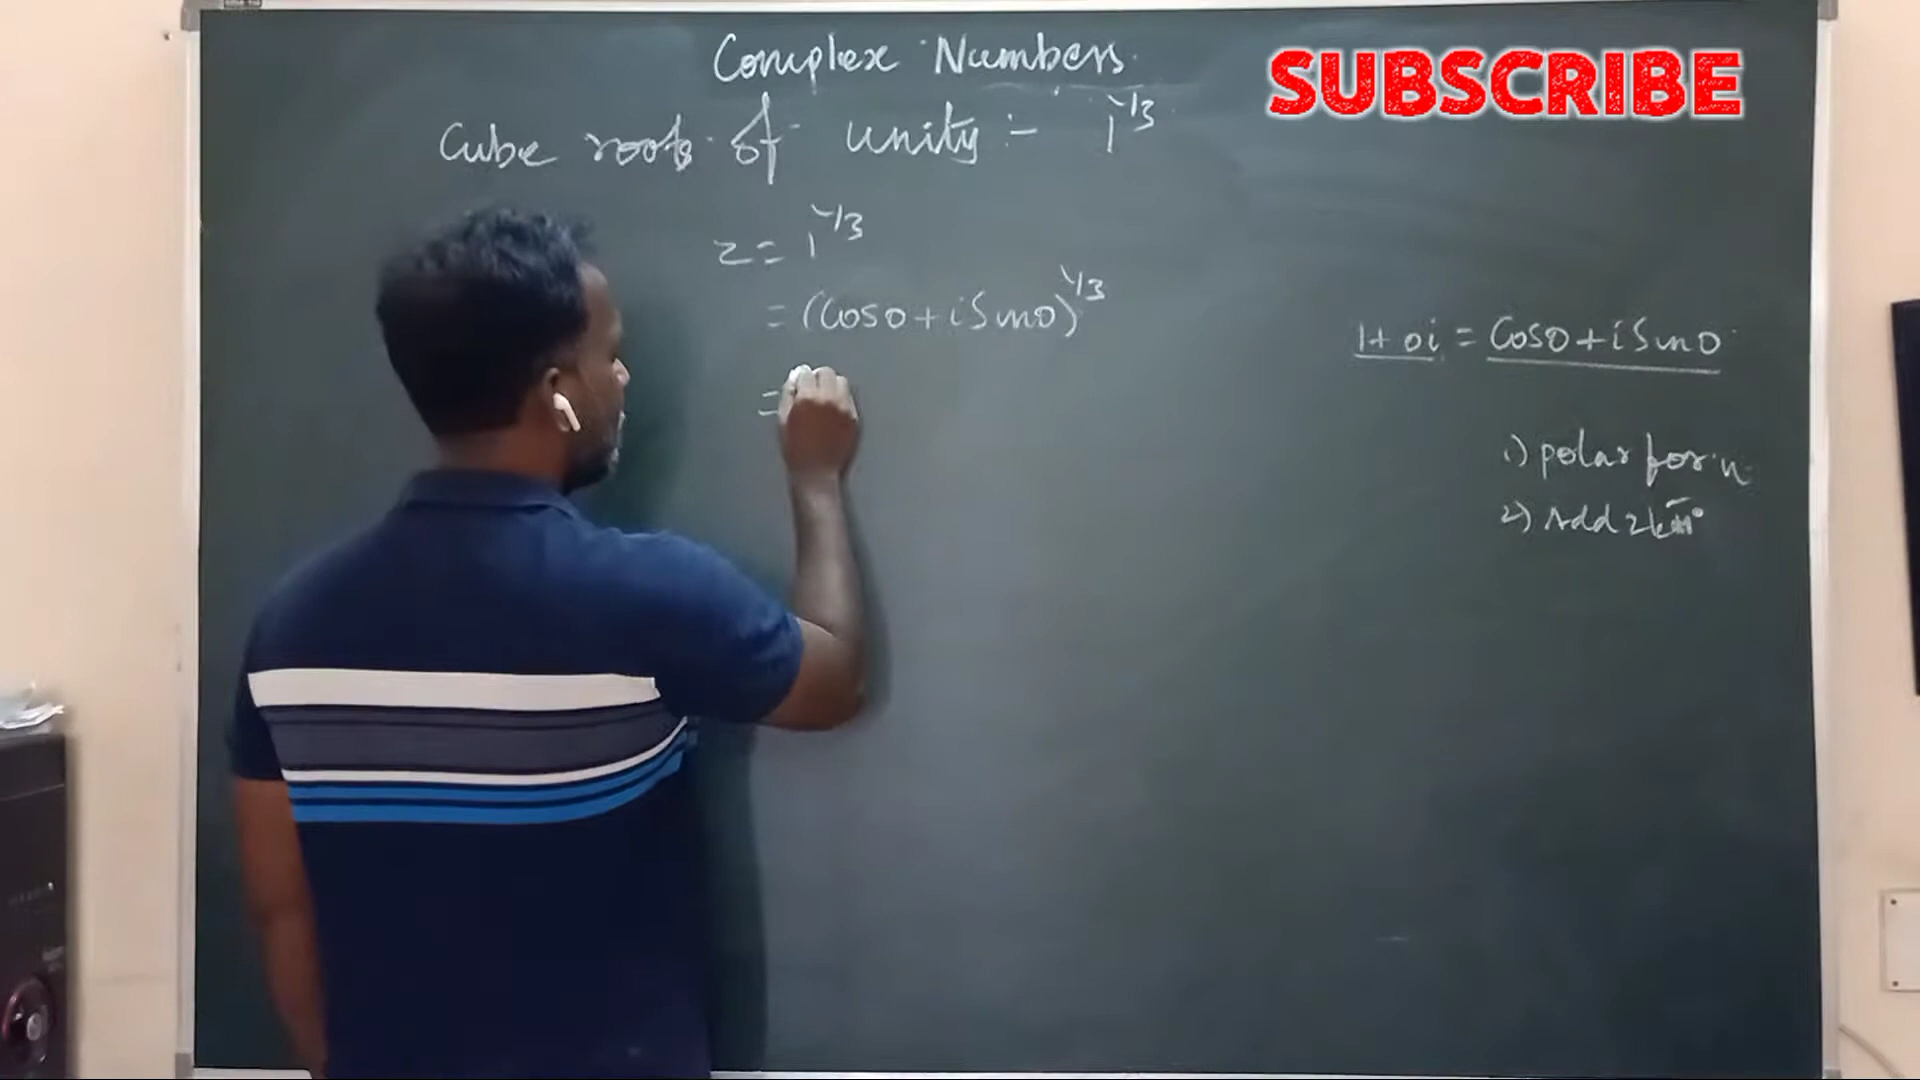 Complex Numbers
SUBSCRIBE
Cube roots of unity :- 1^1/3
z = 1^1/3
= (Cos0 + i Sin0)^1/3
=
1 + 0i = Cos0 + i Sin0
1) polar form
2) Add 2kπ